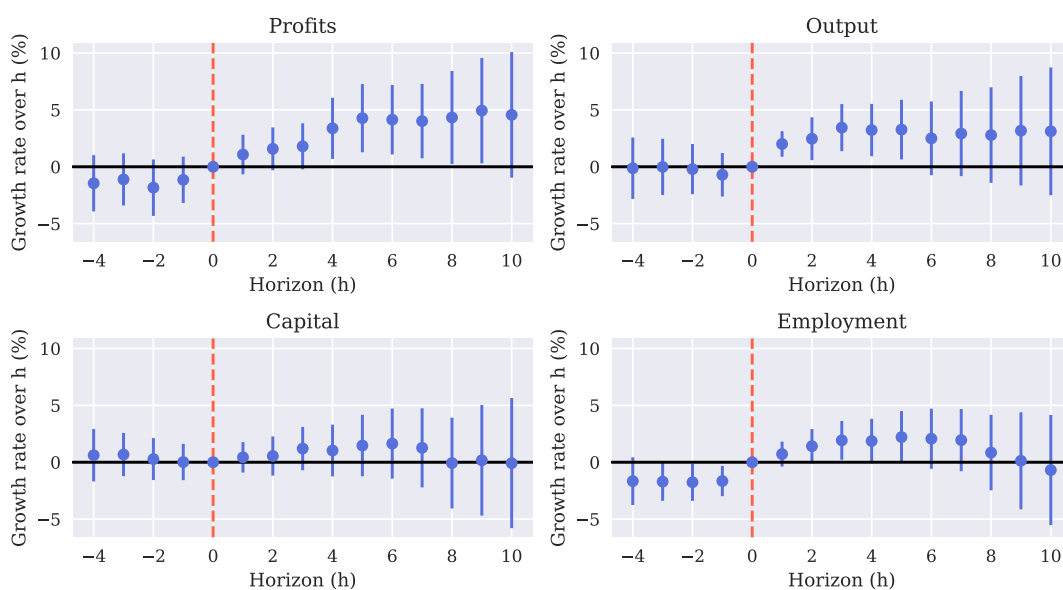 Profits
Growth rate over h (%)
10
5
0
−5
−4 −2 0 2 4 6 8 10
Horizon (h)
Output
Growth rate over h (%)
10
5
0
−5
−4 −2 0 2 4 6 8 10
Horizon (h)
Capital
Growth rate over h (%)
10
5
0
−5
−4 −2 0 2 4 6 8 10
Horizon (h)
Employment
Growth rate over h (%)
10
5
0
−5
−4 −2 0 2 4 6 8 10
Horizon (h)